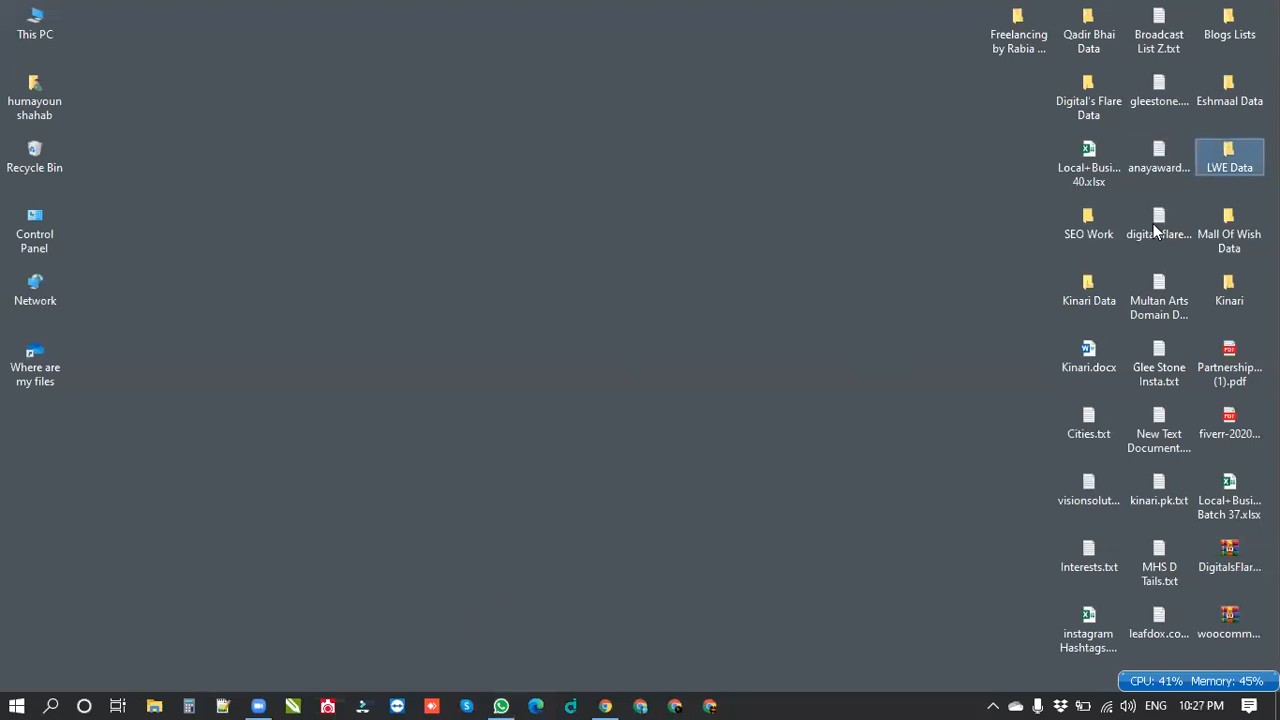 This PC
humayoun
shahab
Recycle Bin
Control
Panel
Network
Where are
my files
Freelancing
by Rabia ...
Qadir Bhai
Data
Broadcast
List Z.txt
Blogs Lists
Digital's Flare
Data
gleestone....
Eshmaal Data
Local+Busi...
40.xlsx
anayaward...
LWE Data
SEO Work
digitalsflare...
Mall Of Wish
Data
Kinari Data
Multan Arts
Domain D...
Kinari
Kinari.docx
Glee Stone
Insta.txt
Partnership...
(1).pdf
Cities.txt
New Text
Document....
fiverr-2020...
visionsolut...
kinari.pk.txt
Local+Busi...
Batch 37.xlsx
Interests.txt
MHS D
Tails.txt
DigitalsFlar...
instagram
Hashtags....
leafdox.co...
woocomm...
CPU: 41% Memory: 45%
ENG
10:27 PM